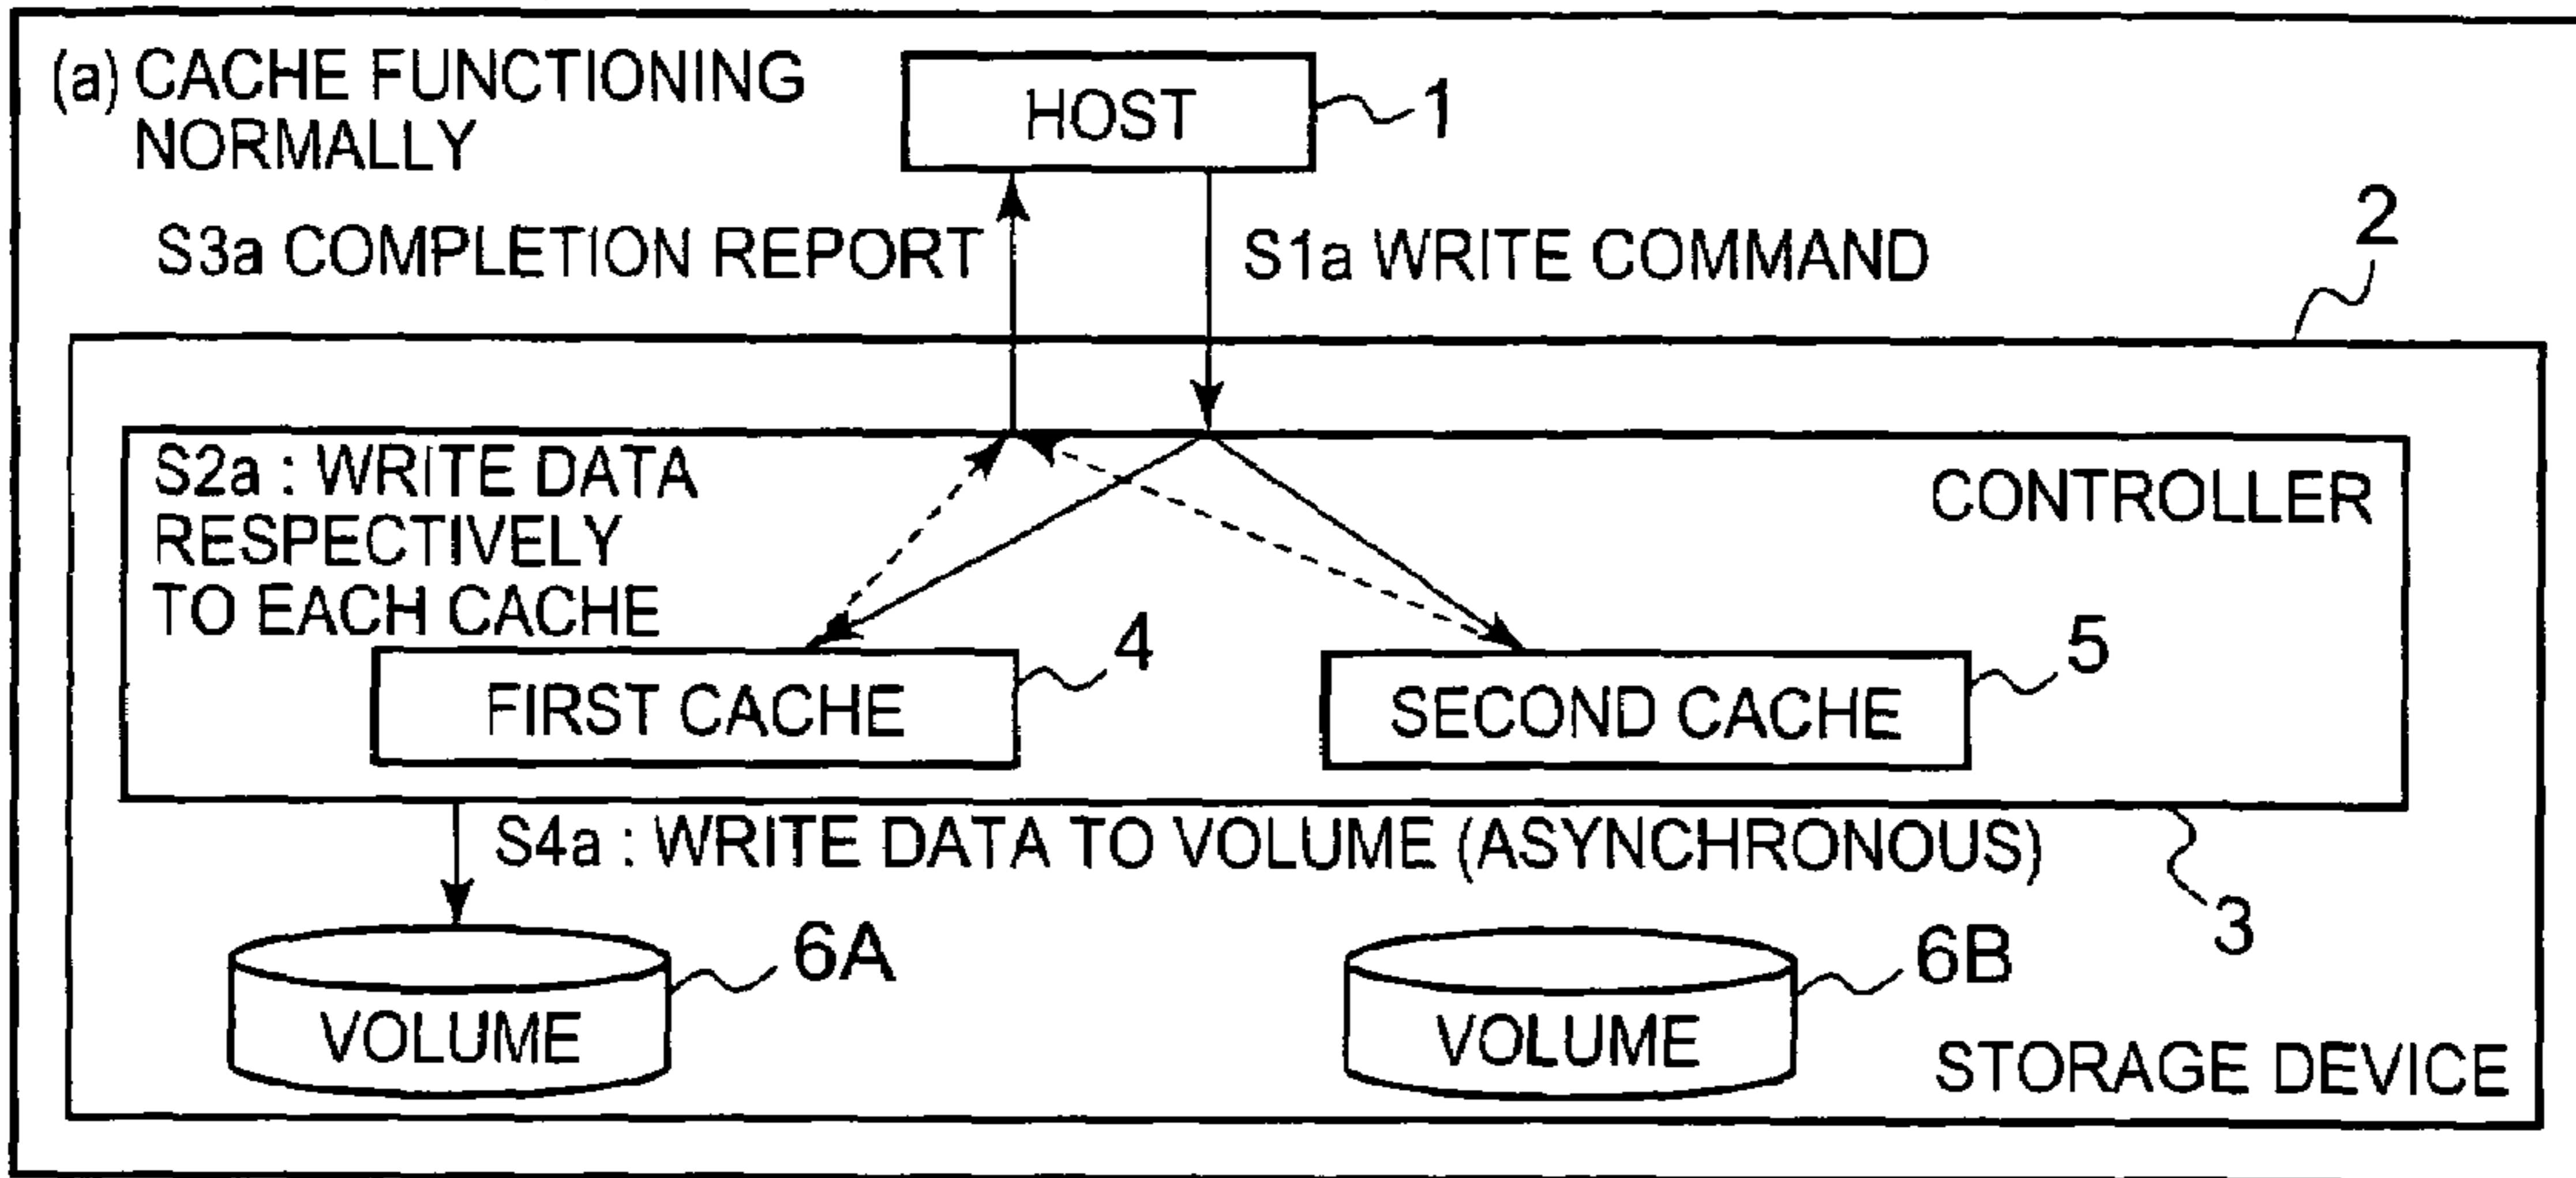 (a) CACHE FUNCTIONING
NORMALLY
HOST
1
S3a COMPLETION REPORT
S1a WRITE COMMAND
2
S2a : WRITE DATA
RESPECTIVELY
TO EACH CACHE
CONTROLLER
4
5
FIRST CACHE
SECOND CACHE
S4a : WRITE DATA TO VOLUME (ASYNCHRONOUS)
3
6A
6B
VOLUME
VOLUME
STORAGE DEVICE